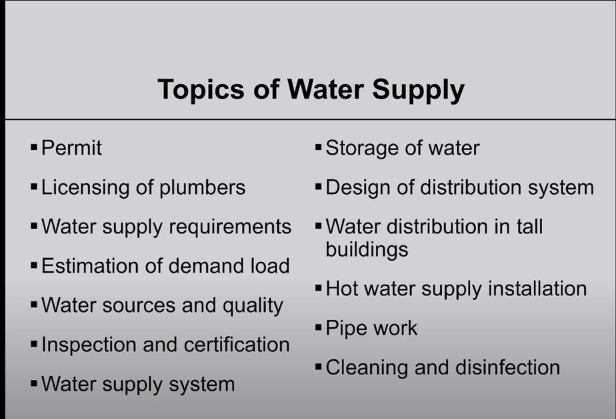 Topics of Water Supply
▪Permit
▪Licensing of plumbers
▪Water supply requirements
▪Estimation of demand load
▪Water sources and quality
▪Inspection and certification
▪Water supply system
▪Storage of water
▪Design of distribution system
▪Water distribution in tall
buildings
▪Hot water supply installation
▪Pipe work
▪Cleaning and disinfection